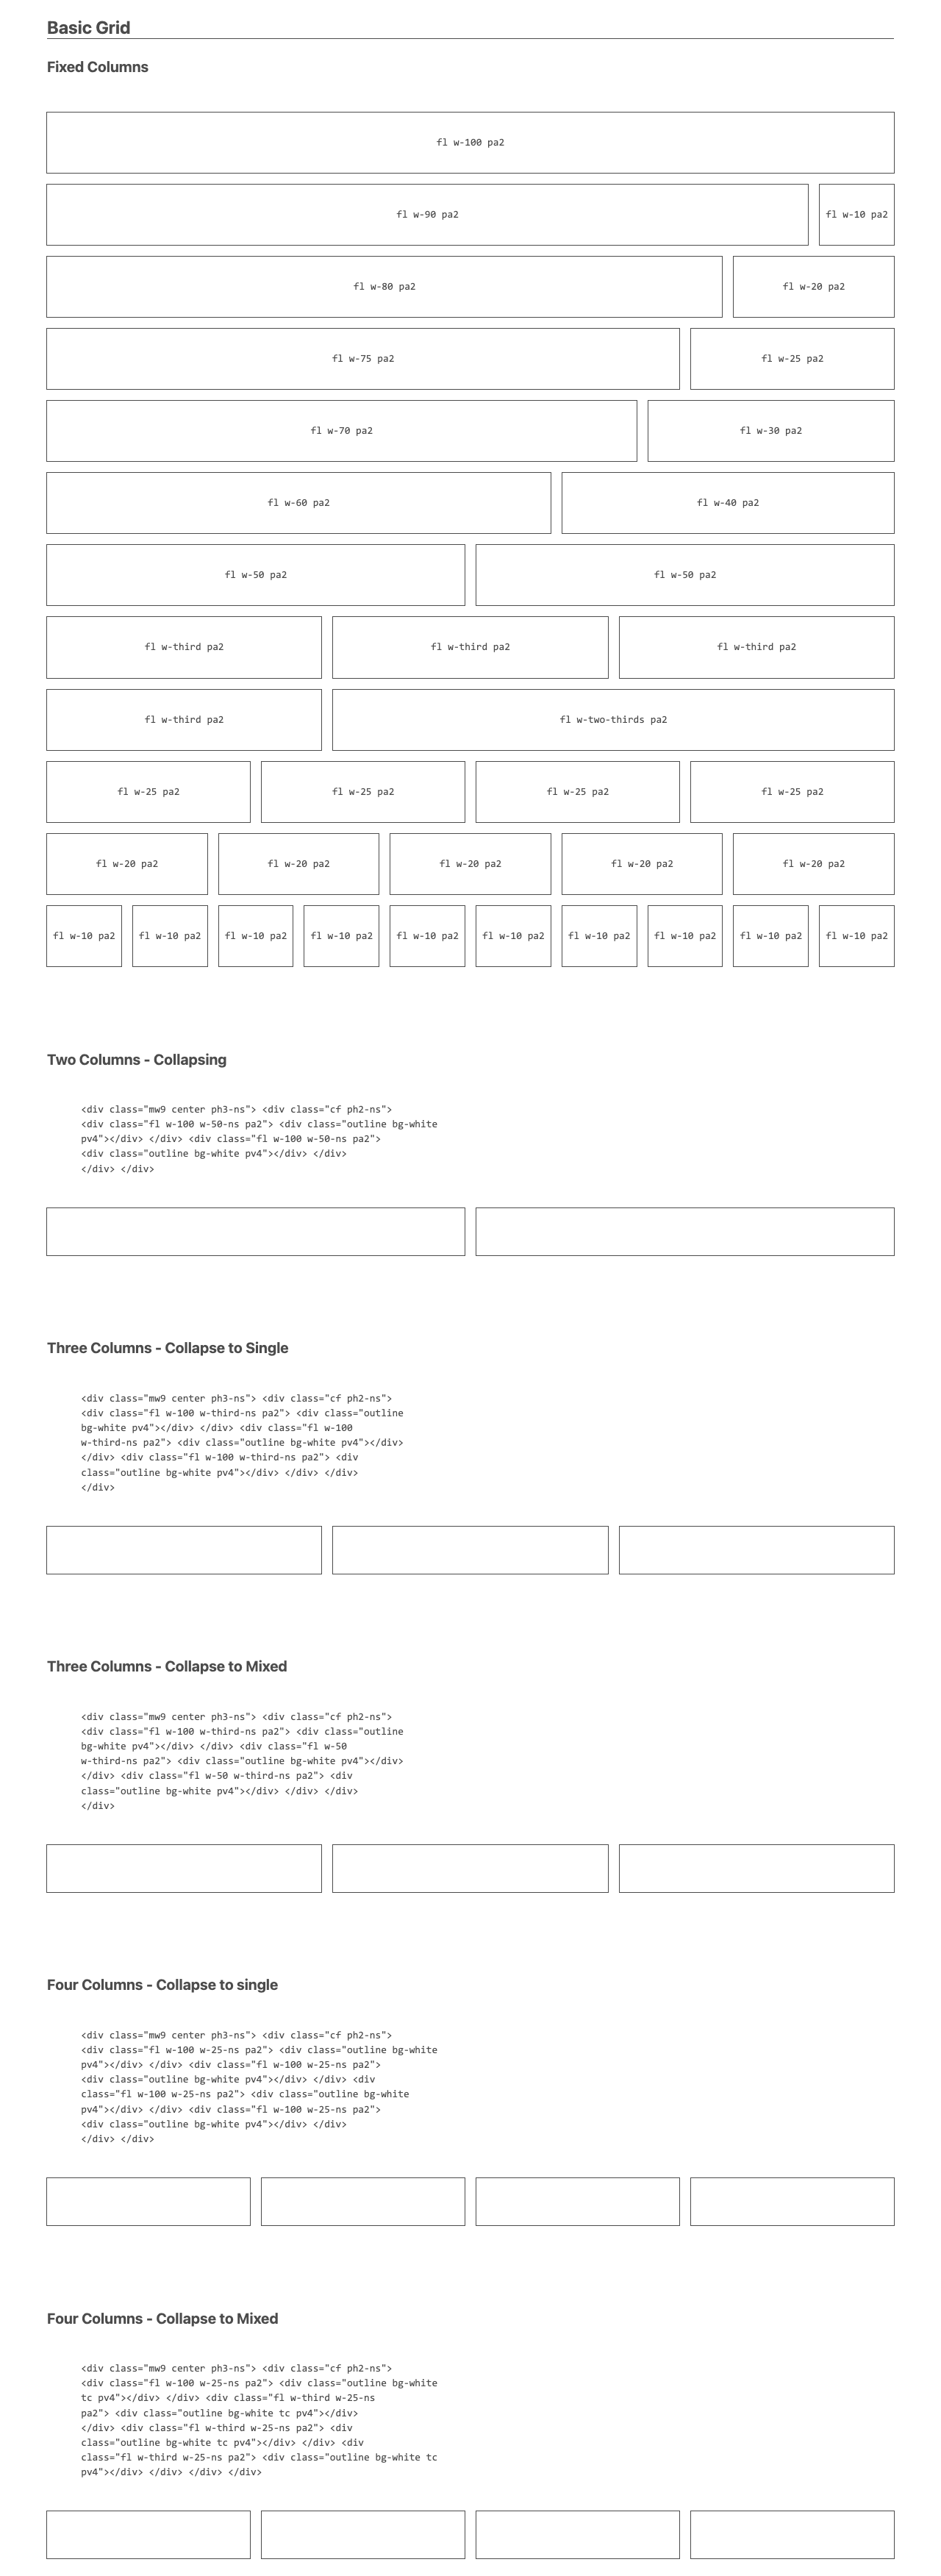 Basic Grid
Fixed Columns
fl w-100 pa2
fl w-90 pa2 fl w-10 pa2
fl w-80 pa2 fl w-20 pa2
fl w-75 pa2 fl w-25 pa2
fl w-70 pa2 fl w-30 pa2
fl w-60 pa2 fl w-40 pa2
fl w-50 pa2 fl w-50 pa2
fl w-third pa2 fl w-third pa2 fl w-third pa2
fl w-third pa2 fl w-two-thirds pa2
fl w-25 pa2 fl w-25 pa2 fl w-25 pa2 fl w-25 pa2
fl w-20 pa2 fl w-20 pa2 fl w-20 pa2 fl w-20 pa2 fl w-20 pa2
fl w-10 pa2 fl w-10 pa2 fl w-10 pa2 fl w-10 pa2 fl w-10 pa2 fl w-10 pa2 fl w-10 pa2 fl w-10 pa2 fl w-10 pa2 fl w-10 pa2
Two Columns - Collapsing
<div class="mw9 center ph3-ns"> <div class="cf ph2-ns">
<div class="fl w-100 w-50-ns pa2"> <div class="outline bg-white
pv4"></div> </div> <div class="fl w-100 w-50-ns pa2">
<div class="outline bg-white pv4"></div> </div>
</div> </div>
Three Columns - Collapse to Single
<div class="mw9 center ph3-ns"> <div class="cf ph2-ns">
<div class="fl w-100 w-third-ns pa2"> <div class="outline
bg-white pv4"></div> </div> <div class="fl w-100
w-third-ns pa2"> <div class="outline bg-white pv4"></div>
</div> <div class="fl w-100 w-third-ns pa2"> <div
class="outline bg-white pv4"></div> </div> </div>
</div>
Three Columns - Collapse to Mixed
<div class="mw9 center ph3-ns"> <div class="cf ph2-ns">
<div class="fl w-100 w-third-ns pa2"> <div class="outline
bg-white pv4"></div> </div> <div class="fl w-50
w-third-ns pa2"> <div class="outline bg-white pv4"></div>
</div> <div class="fl w-50 w-third-ns pa2"> <div
class="outline bg-white pv4"></div> </div> </div>
</div>
Four Columns - Collapse to single
<div class="mw9 center ph3-ns"> <div class="cf ph2-ns">
<div class="fl w-100 w-25-ns pa2"> <div class="outline bg-white
pv4"></div> </div> <div class="fl w-100 w-25-ns pa2">
<div class="outline bg-white pv4"></div> </div> <div
class="fl w-100 w-25-ns pa2"> <div class="outline bg-white
pv4"></div> </div> <div class="fl w-100 w-25-ns pa2">
<div class="outline bg-white pv4"></div> </div>
</div> </div>
Four Columns - Collapse to Mixed
<div class="mw9 center ph3-ns"> <div class="cf ph2-ns">
<div class="fl w-100 w-25-ns pa2"> <div class="outline bg-white
tc pv4"></div> </div> <div class="fl w-third w-25-ns
pa2"> <div class="outline bg-white tc pv4"></div>
</div> <div class="fl w-third w-25-ns pa2"> <div
class="outline bg-white tc pv4"></div> </div> <div
class="fl w-third w-25-ns pa2"> <div class="outline bg-white tc
pv4"></div> </div> </div> </div>